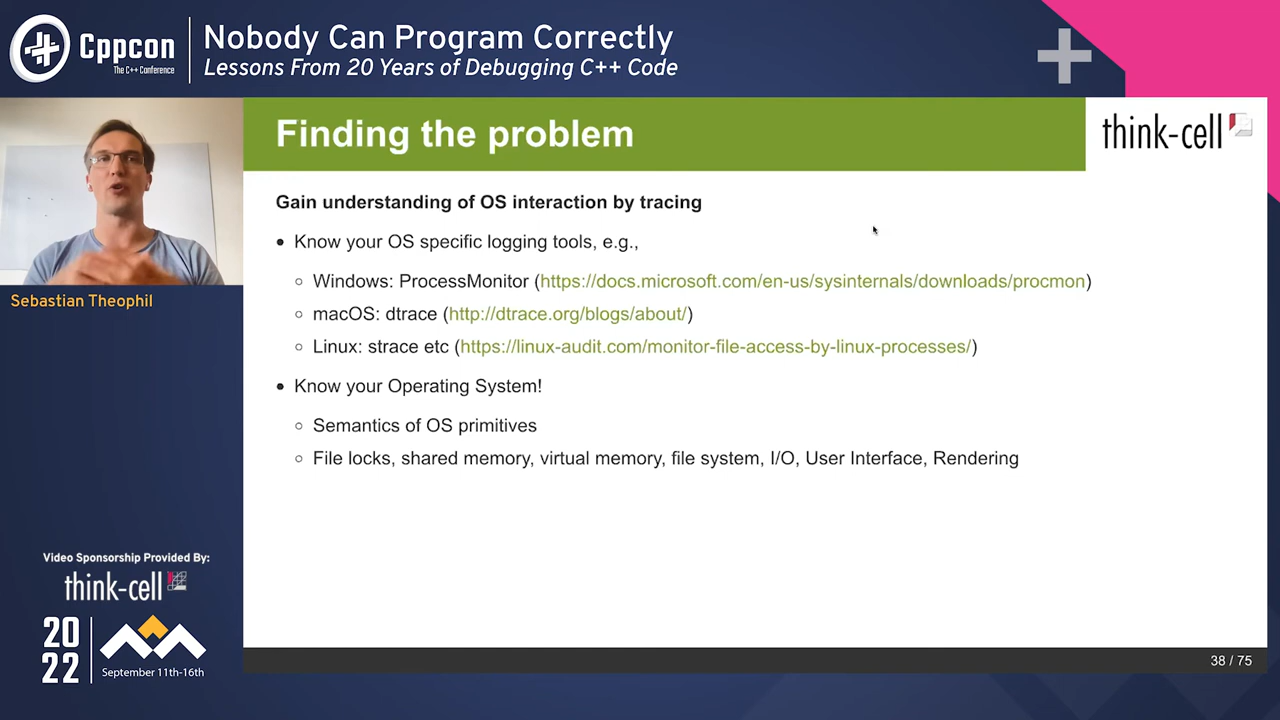 Cppcon
The C++ Conference
Nobody Can Program Correctly
Lessons From 20 Years of Debugging C++ Code
Finding the problem
think-cell
Gain understanding of OS interaction by tracing
• Know your OS specific logging tools, e.g.,
◦ Windows: ProcessMonitor (https://docs.microsoft.com/en-us/sysinternals/downloads/procmon)
◦ macOS: dtrace (http://dtrace.org/blogs/about/)
◦ Linux: strace etc (https://linux-audit.com/monitor-file-access-by-linux-processes/)
• Know your Operating System!
◦ Semantics of OS primitives
◦ File locks, shared memory, virtual memory, file system, I/O, User Interface, Rendering
38 / 75
Sebastian Theophil
Video Sponsorship Provided By:
think-cell
20
22
September 11th-16th